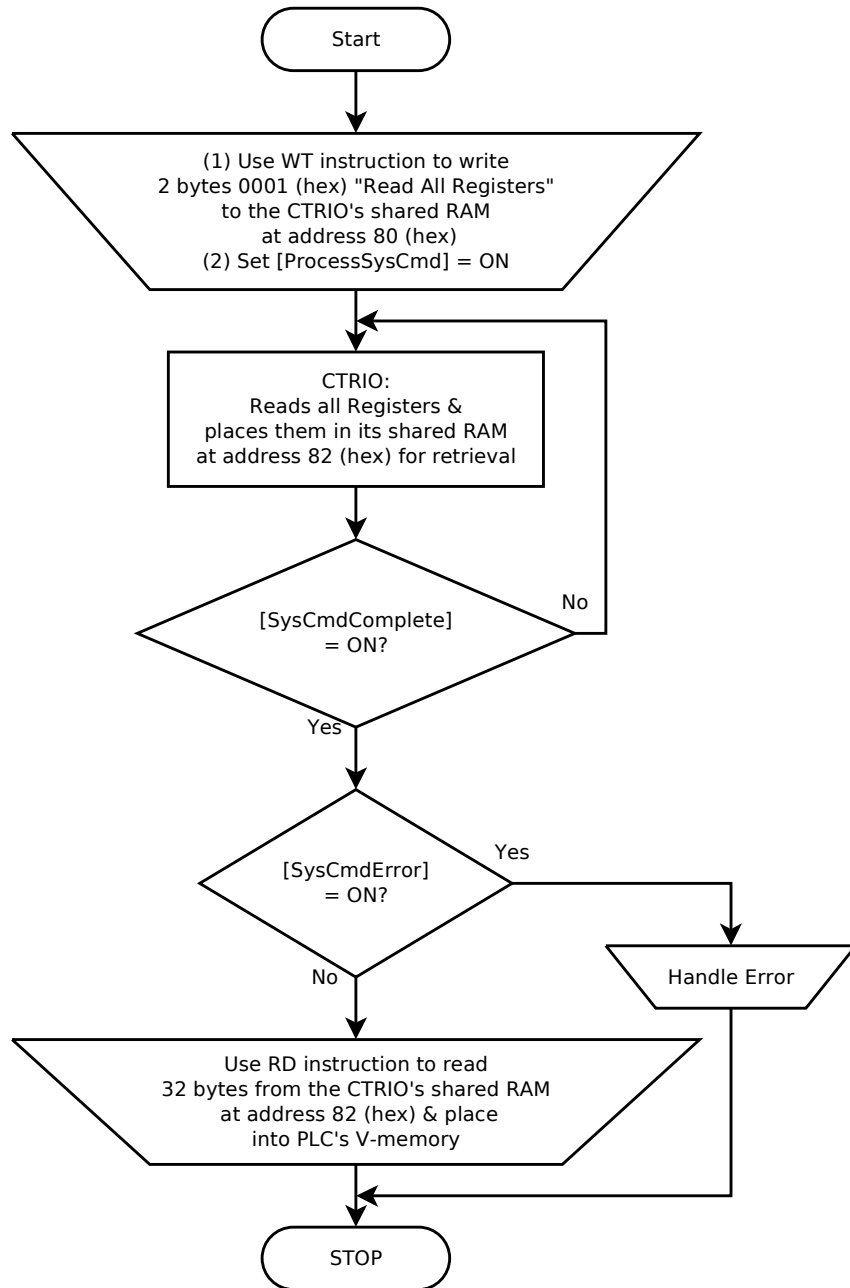 Start
(1) Use WT instruction to write
2 bytes 0001 (hex) "Read All Registers"
to the CTRIO's shared RAM
at address 80 (hex)
(2) Set [ProcessSysCmd] = ON
CTRIO:
Reads all Registers &
places them in its shared RAM
at address 82 (hex) for retrieval
[SysCmdComplete]
= ON?
No
Yes
[SysCmdError]
= ON?
Yes
No
Handle Error
Use RD instruction to read
32 bytes from the CTRIO's shared RAM
at address 82 (hex) & place
into PLC's V-memory
STOP